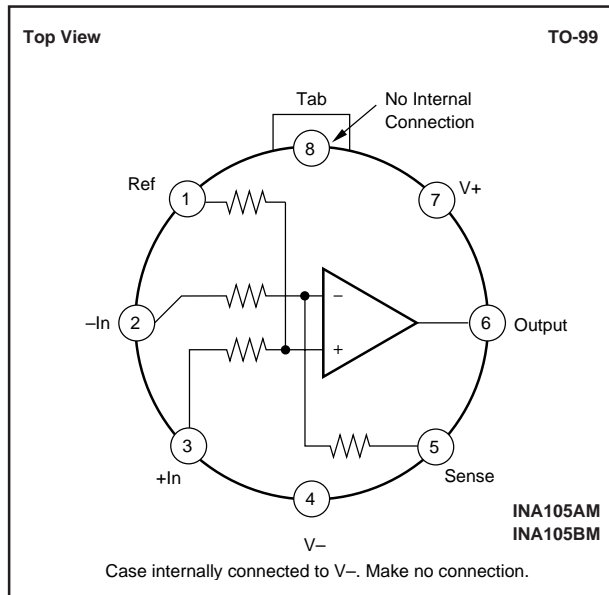 Top View
TO-99
Tab
No Internal
Connection
8
Ref
1
7
V+
2
–In
–
+
6
Output
3
+In
5
Sense
4
V–
INA105AM
INA105BM
Case internally connected to V–. Make no connection.